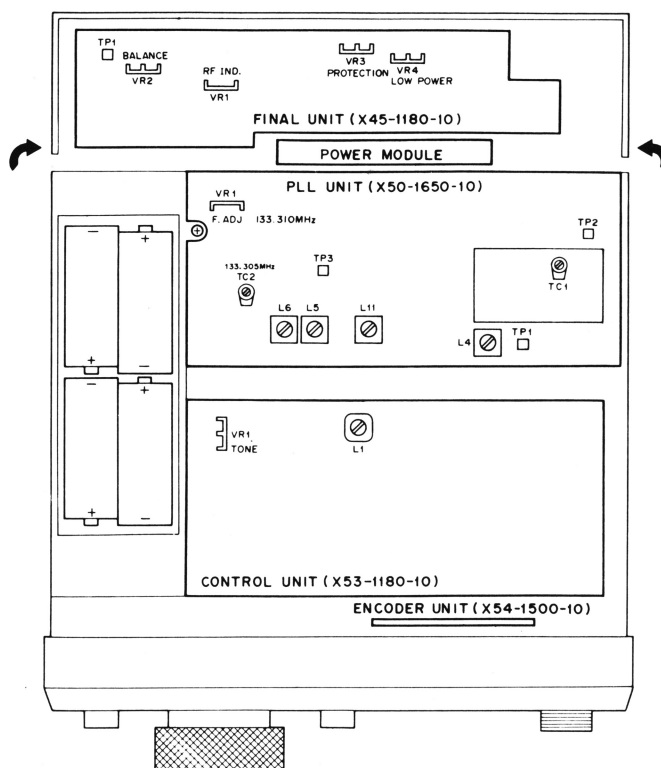 TP1
BALANCE
VR2
RF IND.
VR1
VR3
PROTECTION
VR4
LOW POWER
FINAL UNIT (X45-1180-10)
POWER MODULE
PLL UNIT (X50-1650-10)
VR1
F. ADJ 133.310MHz
TP2
133.305MHz
TC2
TP3
TC1
L6
L5
L11
L4
TP1
- +
+ -
- +
+ -
VR1
TONE
L1
CONTROL UNIT (X53-1180-10)
ENCODER UNIT (X54-1500-10)